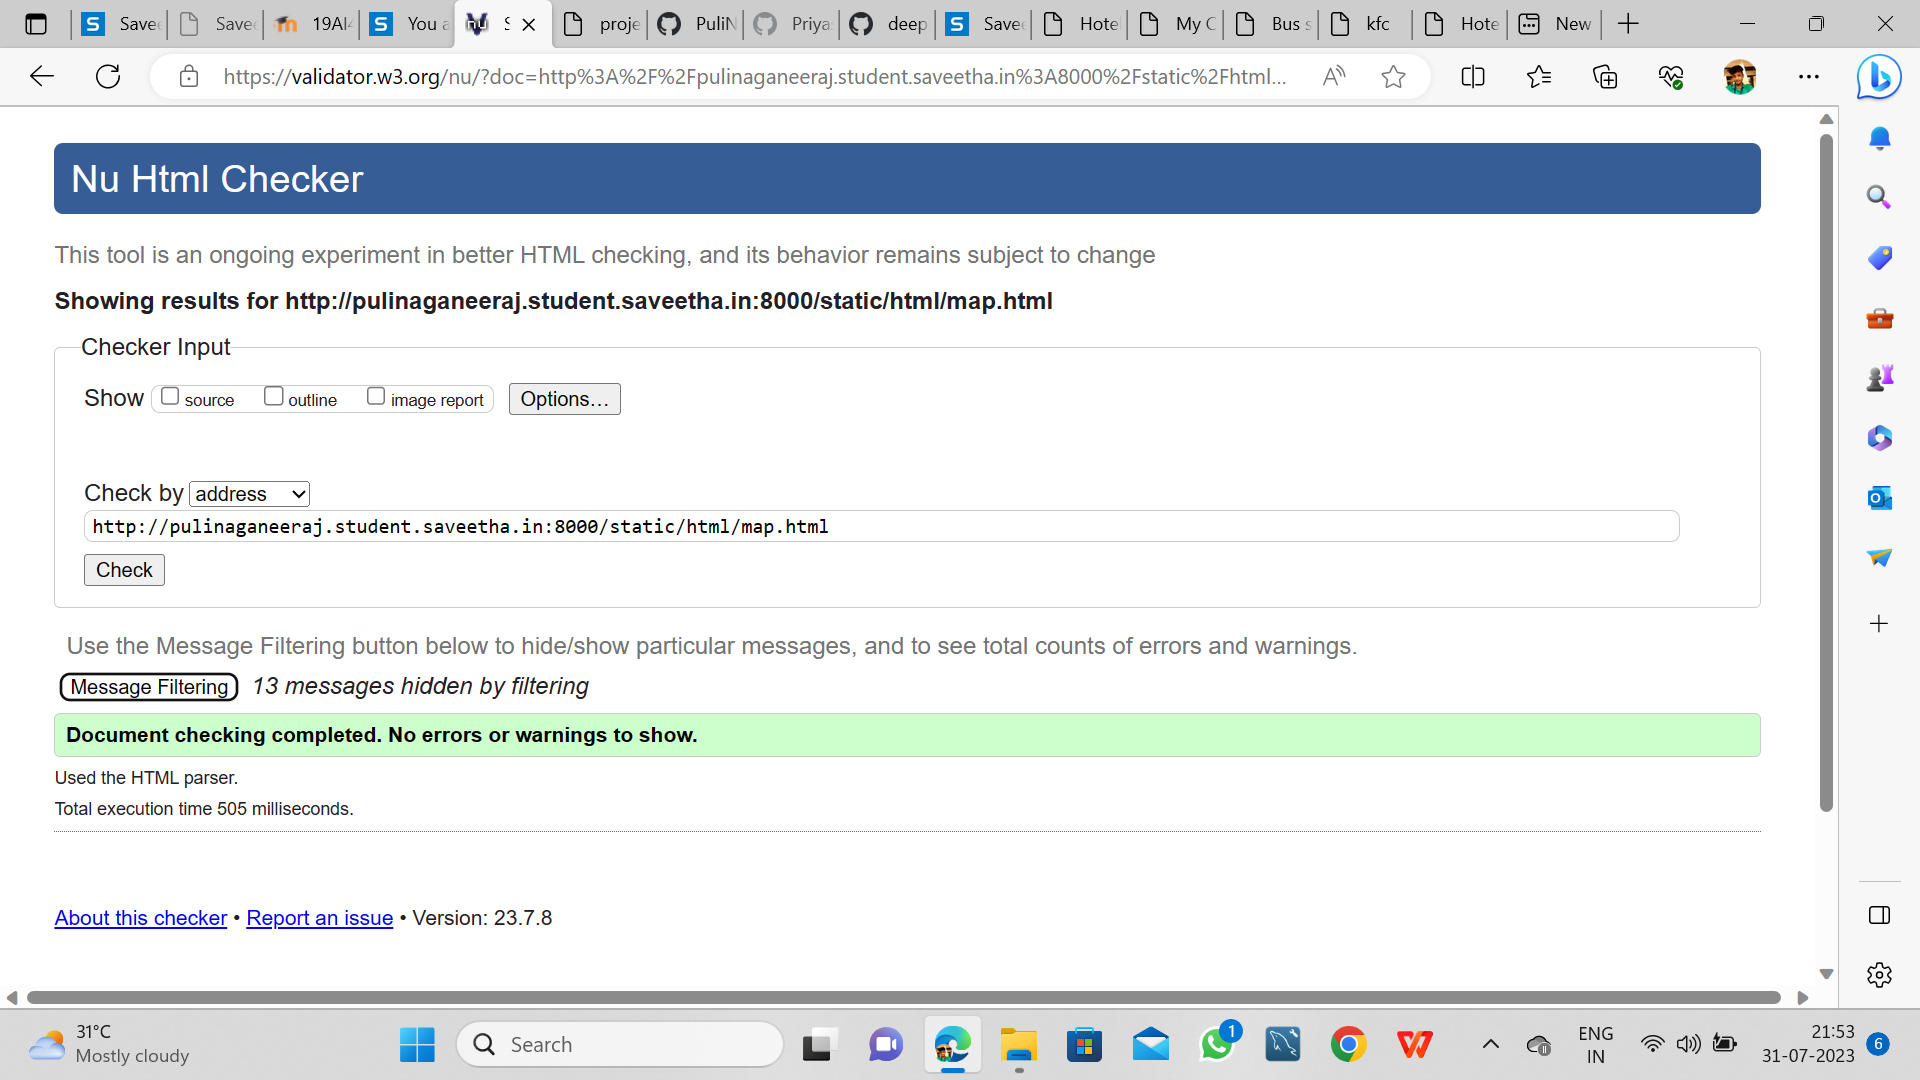 Savee
Savee
19AI4
You a
S
proje
PuliN
Priya
deep
Savee
Hote
My C
Bus s
kfc
Hote
New
https://validator.w3.org/nu/?doc=http%3A%2F%2Fpulinaganeeraj.student.saveetha.in%3A8000%2Fstatic%2Fhtml...
Nu Html Checker
This tool is an ongoing experiment in better HTML checking, and its behavior remains subject to change
Showing results for http://pulinaganeeraj.student.saveetha.in:8000/static/html/map.html
Checker Input
Show source outline image report Options...
Check by address
http://pulinaganeeraj.student.saveetha.in:8000/static/html/map.html
Check
Use the Message Filtering button below to hide/show particular messages, and to see total counts of errors and warnings.
Message Filtering 13 messages hidden by filtering
Document checking completed. No errors or warnings to show.
Used the HTML parser.
Total execution time 505 milliseconds.
About this checker • Report an issue • Version: 23.7.8
31°C
Mostly cloudy
Search
1
ENG
IN
21:53
31-07-2023
6